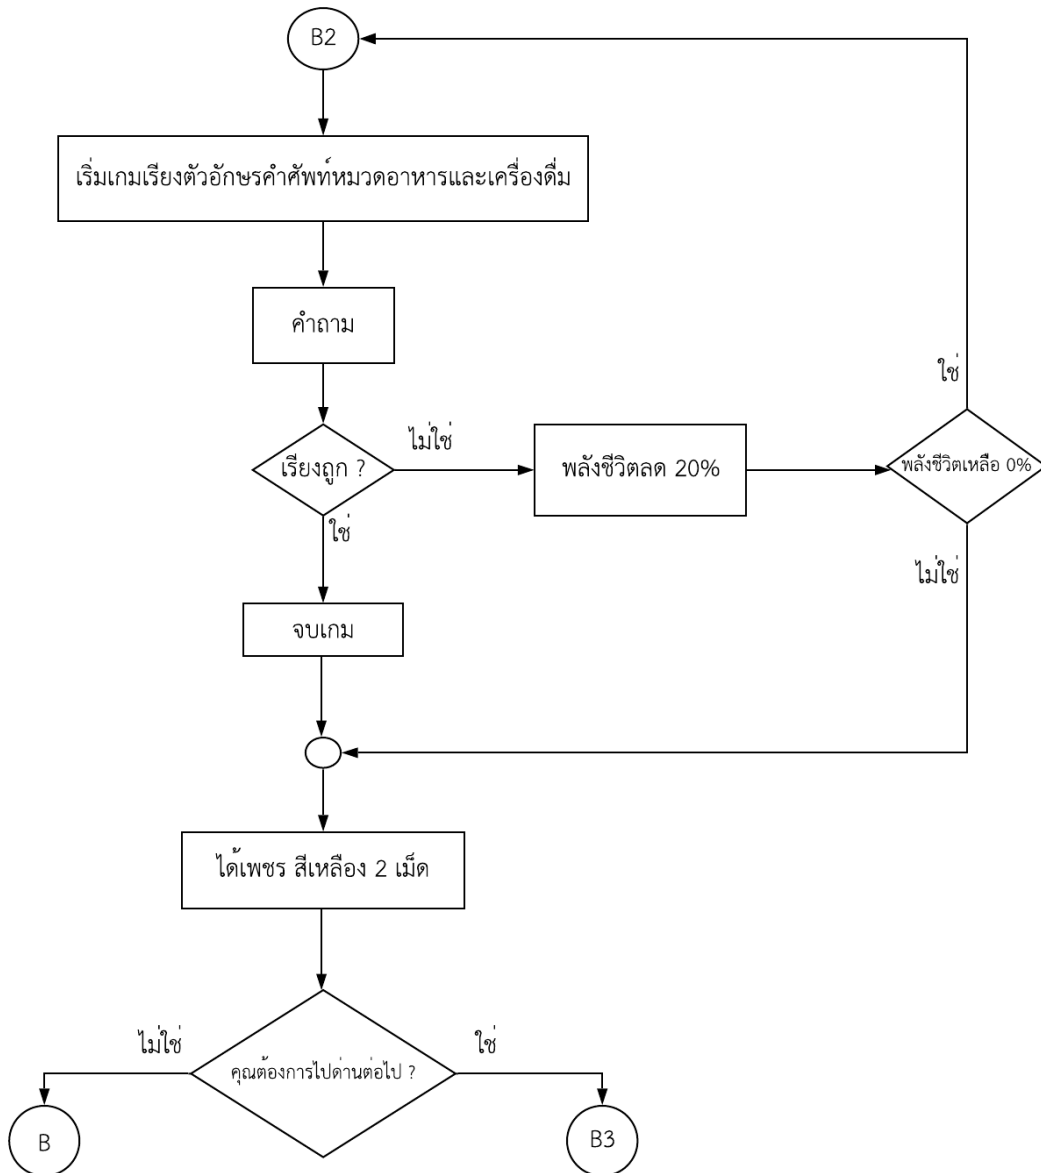 B2
เริ่มเกมเรียงตัวอักษรคำศัพท์หมวดอาหารและเครื่องดื่ม
คำถาม
ใช่
เรียงถูก ?
ไม่ใช่
พลังชีวิตลด 20%
พลังชีวิตเหลือ 0%
ใช่
ไม่ใช่
จบเกม
ได้เพชร สีเหลือง 2 เม็ด
ไม่ใช่
ใช่
คุณต้องการไปด่านต่อไป ?
B
B3